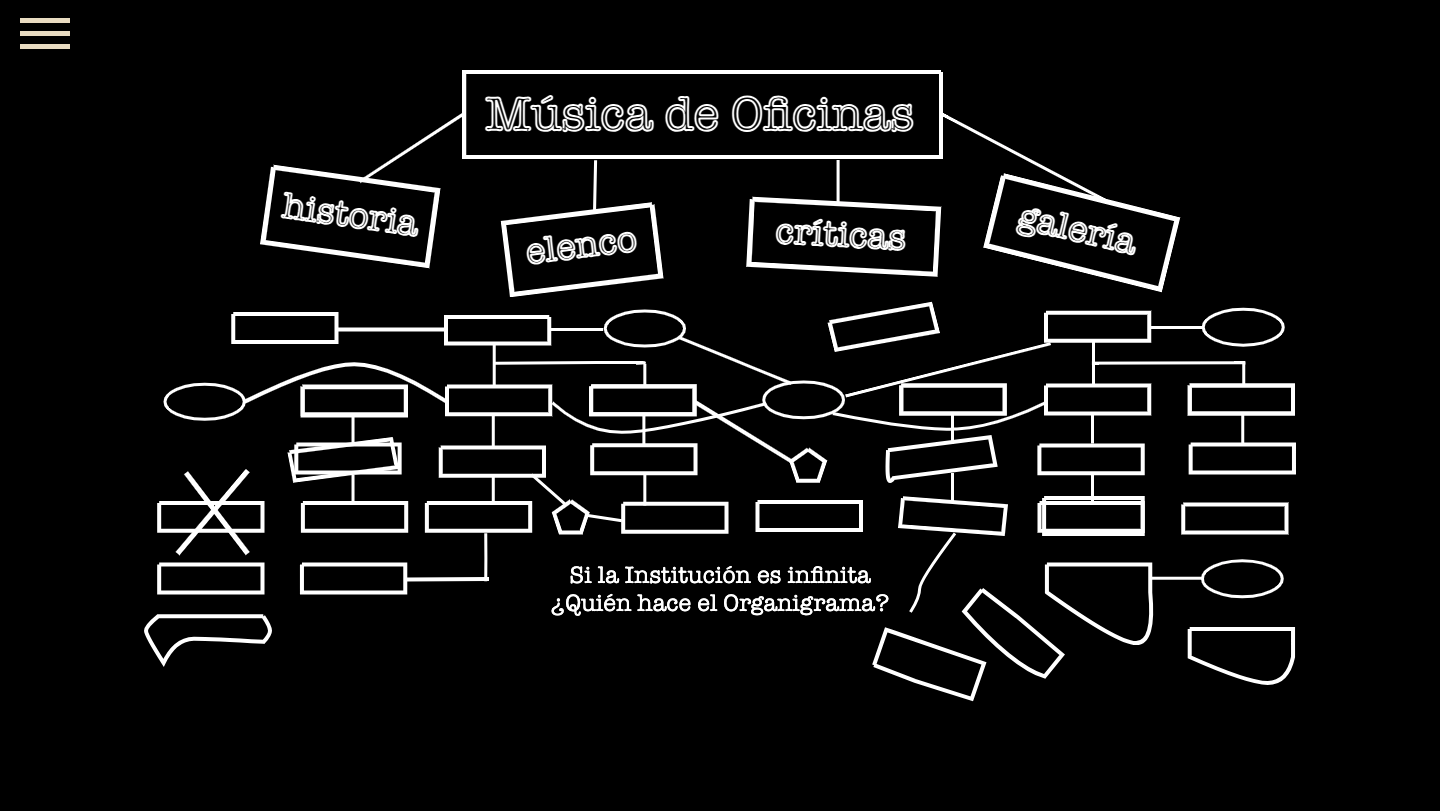 Música de Oficinas
historia
elenco
críticas
galería
Si la Institución es infinita
¿Quién hace el Organigrama?